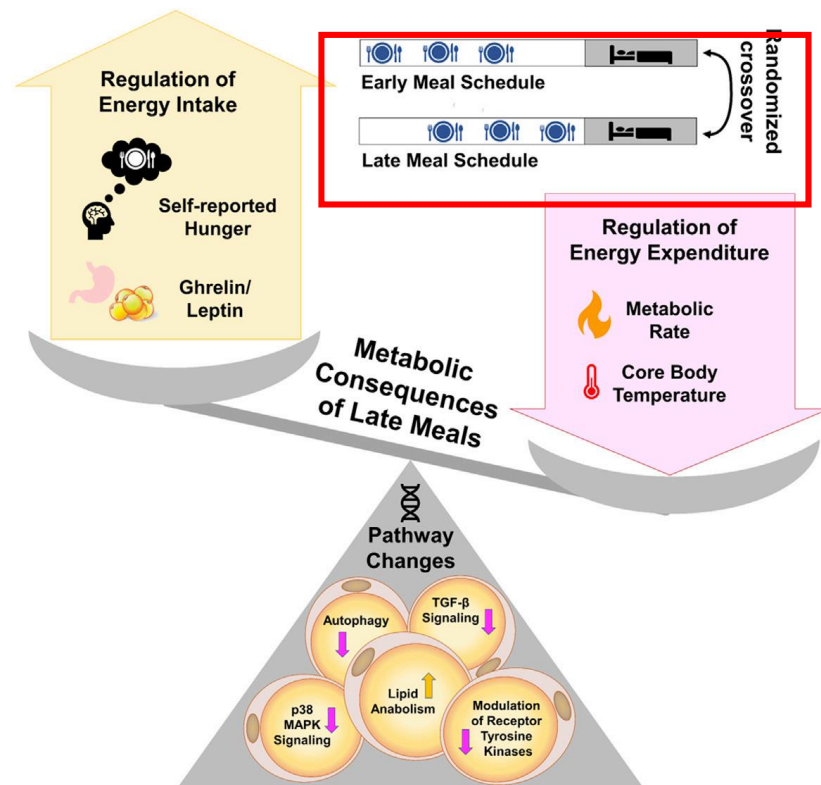 Regulation of
Energy Intake
Self-reported
Hunger
Ghrelin/
Leptin
Early Meal Schedule
Late Meal Schedule
Randomized
crossover
Regulation of
Energy Expenditure
Metabolic
Rate
Core Body
Temperature
Metabolic
Consequences
of Late Meals
Pathway
Changes
Autophagy
TGF-β
Signaling
p38
MAPK
Signaling
Lipid
Anabolism
Modulation
of Receptor
Tyrosine
Kinases